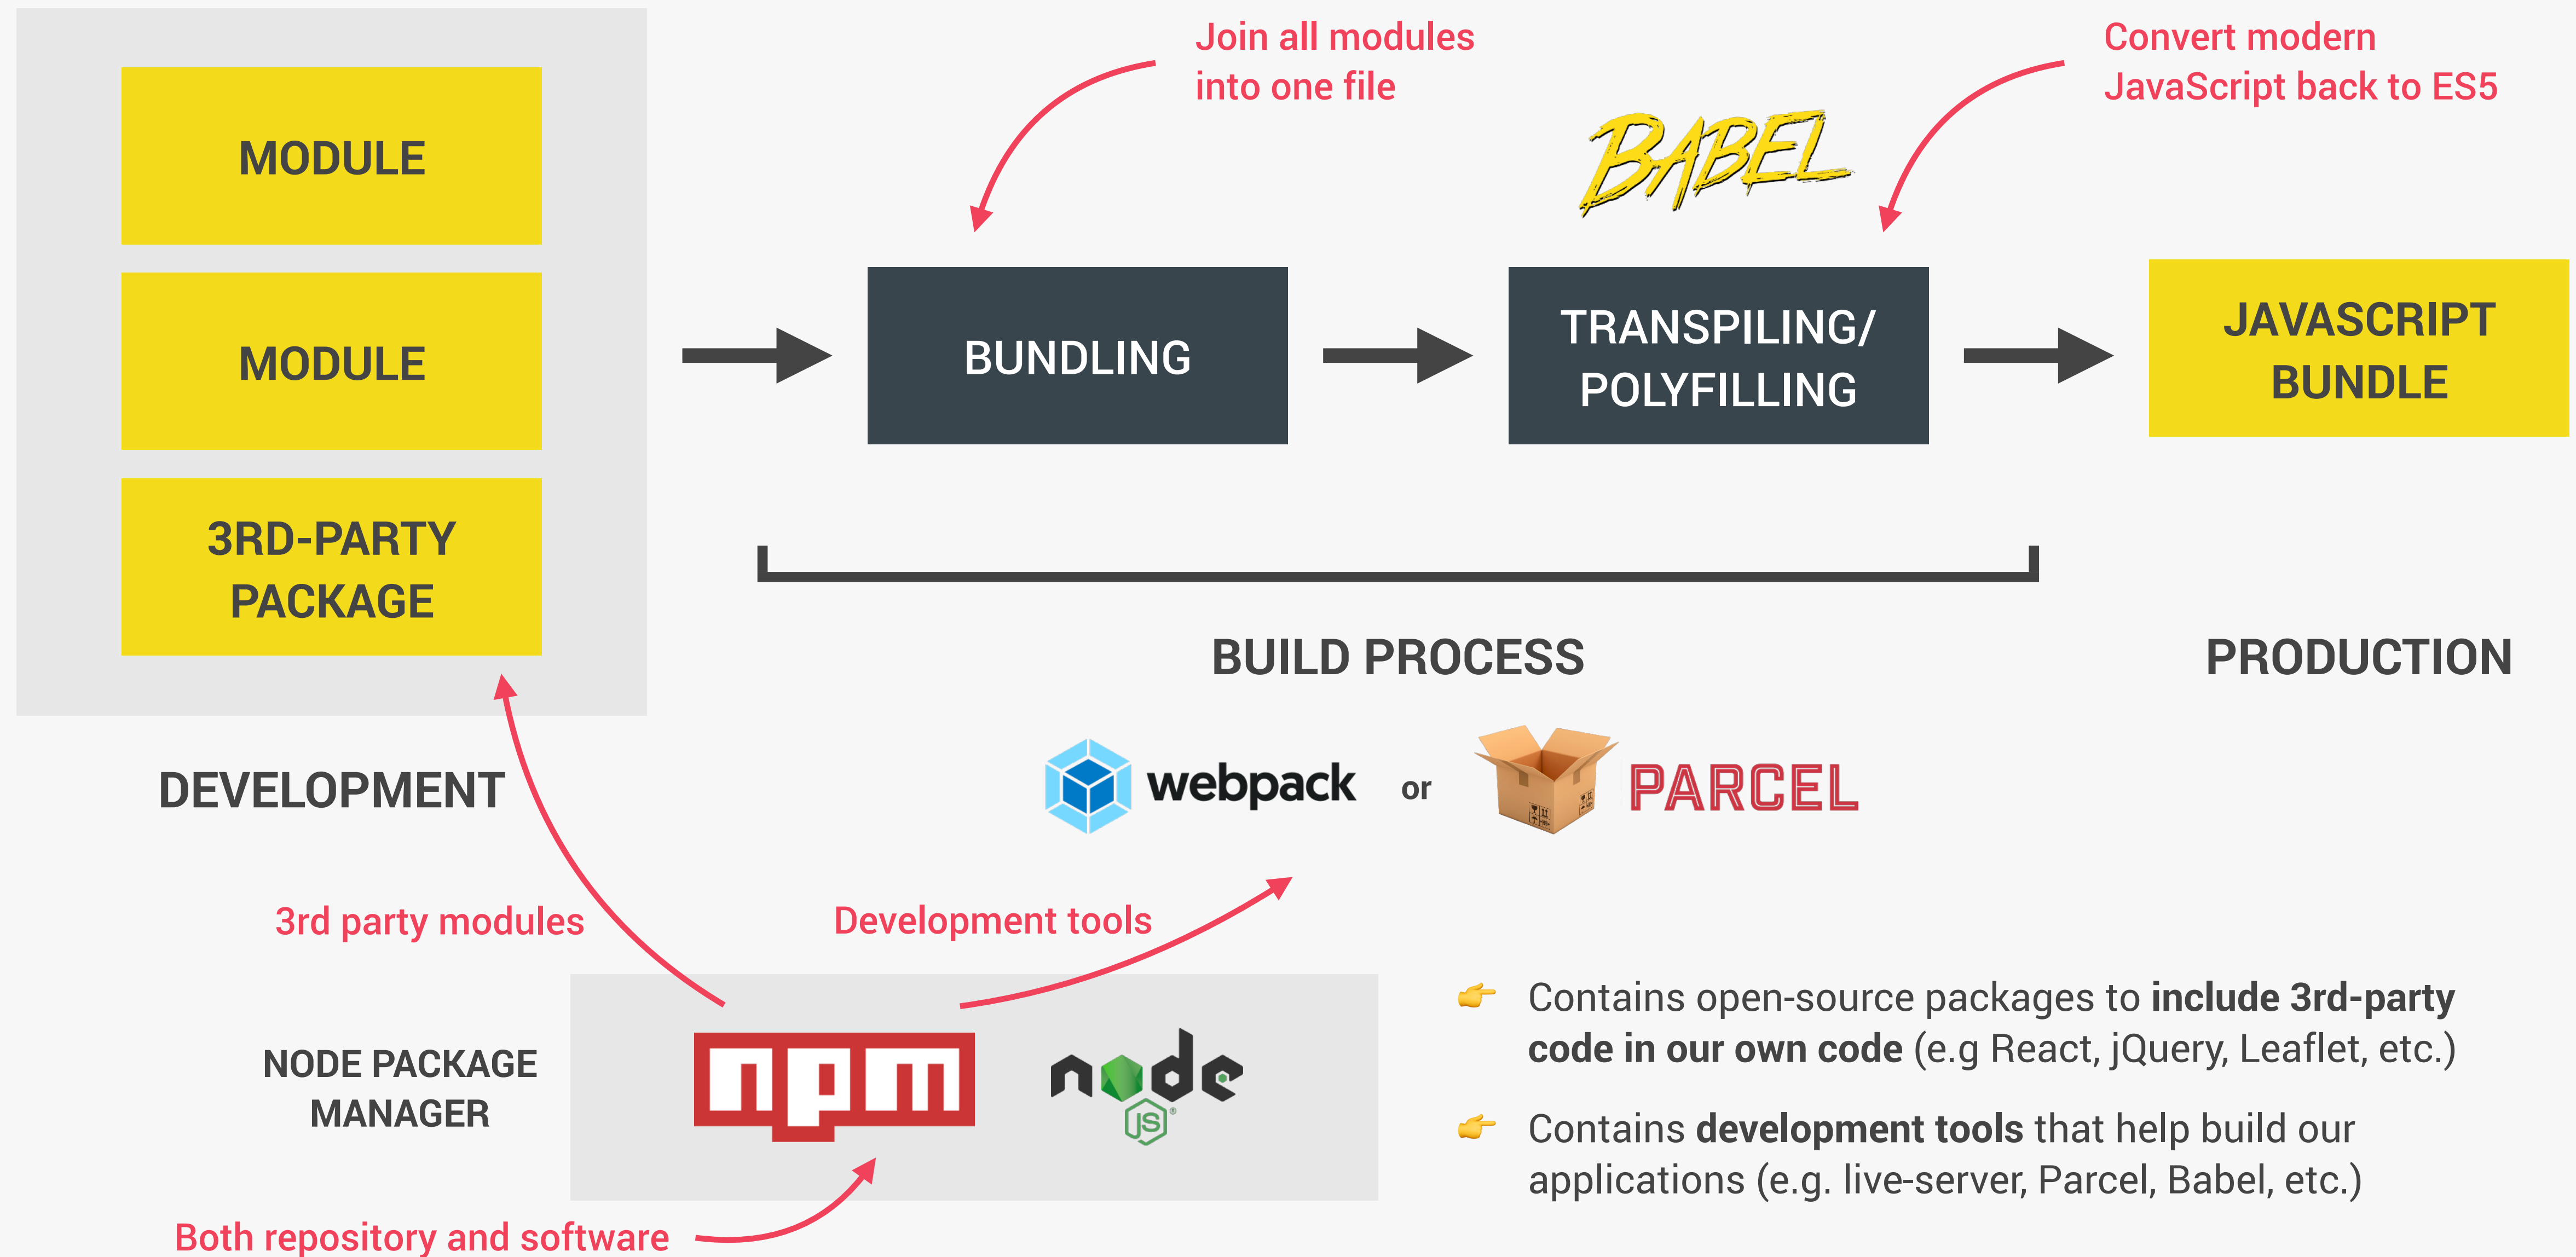 Join all modules
into one file
Convert modern
JavaScript back to ES5
MODULE
MODULE
3RD-PARTY
PACKAGE
BABEL
BUNDLING
TRANSPILING/
POLYFILLING
JAVASCRIPT
BUNDLE
DEVELOPMENT
BUILD PROCESS
PRODUCTION
webpack or PARCEL
3rd party modules
Development tools
NODE PACKAGE
MANAGER
npm
node
JS®
Both repository and software
👉 Contains open-source packages to include 3rd-party
code in our own code (e.g React, jQuery, Leaflet, etc.)
👉 Contains development tools that help build our
applications (e.g. live-server, Parcel, Babel, etc.)